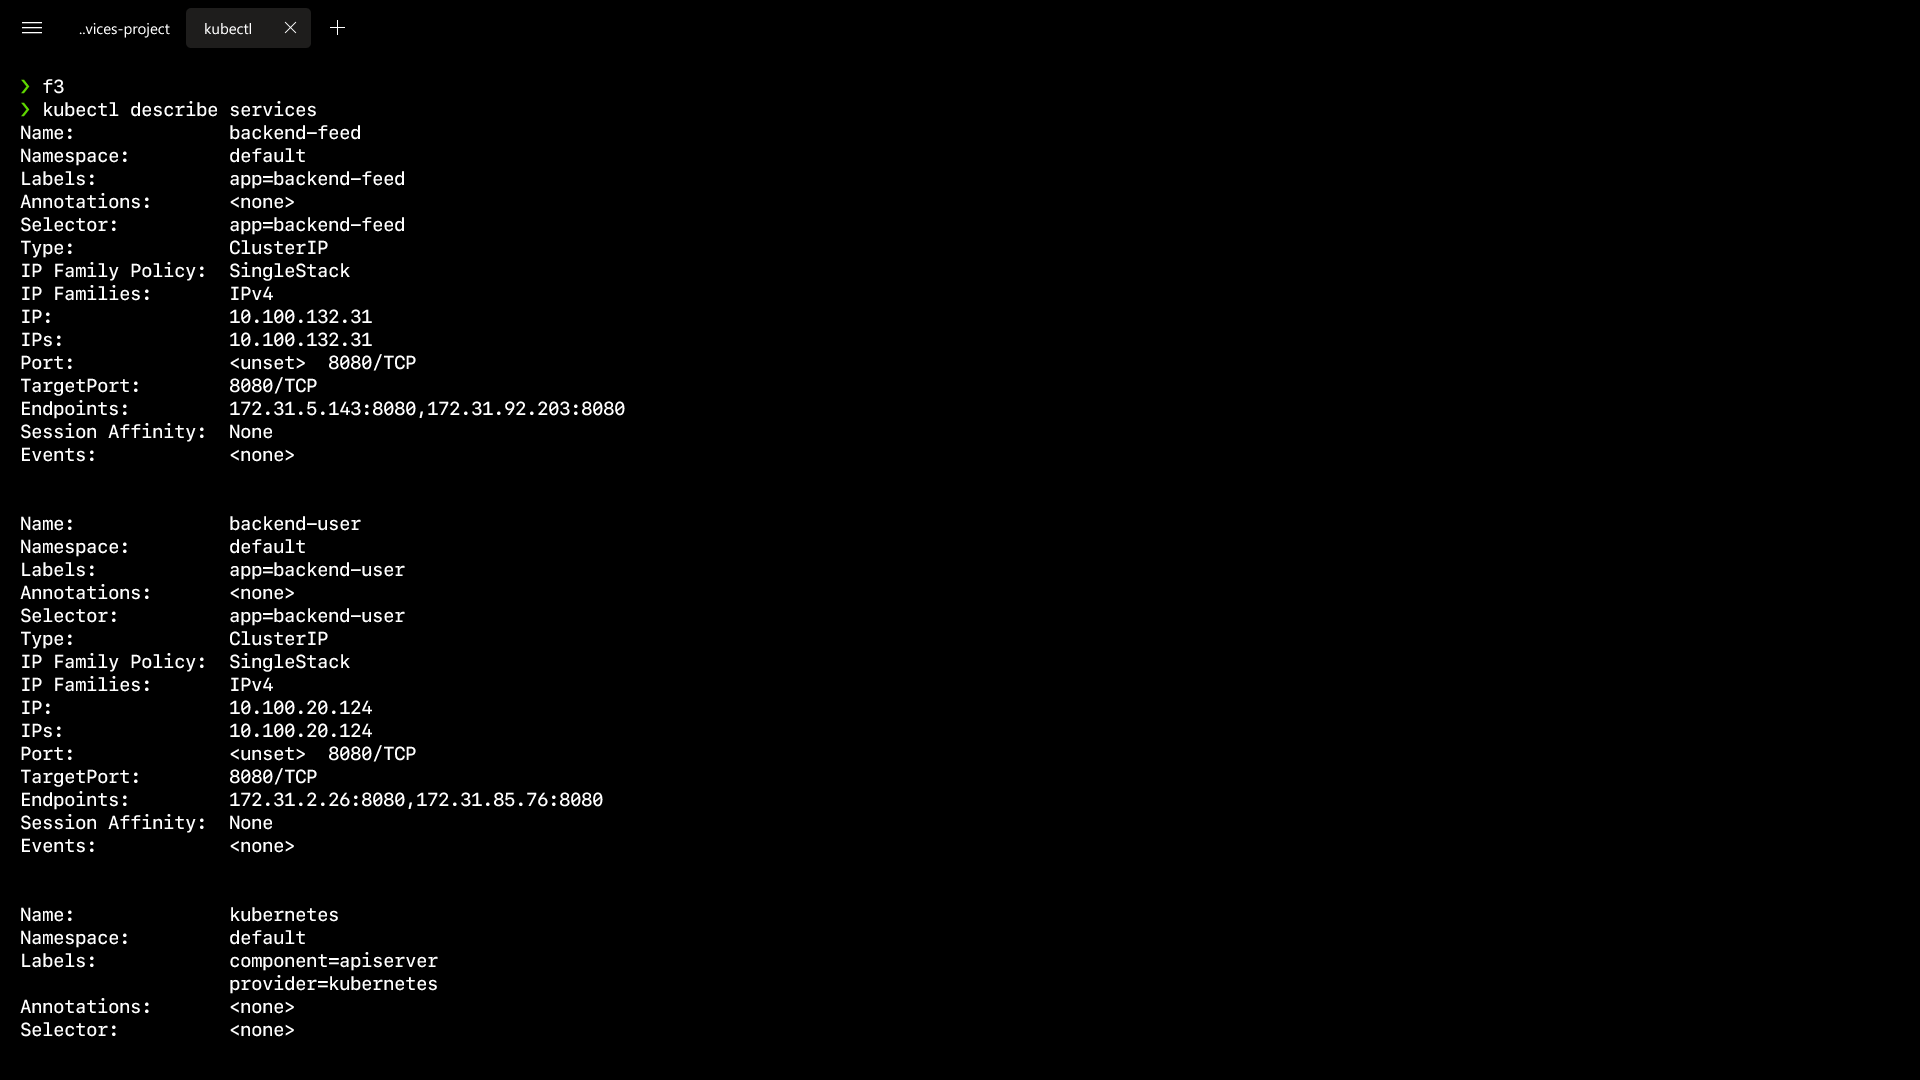 ..vices-project kubectl
❯ f3
❯ kubectl describe services
Name:              backend-feed
Namespace:         default
Labels:            app=backend-feed
Annotations:       <none>
Selector:          app=backend-feed
Type:              ClusterIP
IP Family Policy:  SingleStack
IP Families:       IPv4
IP:                10.100.132.31
IPs:               10.100.132.31
Port:              <unset>  8080/TCP
TargetPort:        8080/TCP
Endpoints:         172.31.5.143:8080,172.31.92.203:8080
Session Affinity:  None
Events:            <none>
Name:              backend-user
Namespace:         default
Labels:            app=backend-user
Annotations:       <none>
Selector:          app=backend-user
Type:              ClusterIP
IP Family Policy:  SingleStack
IP Families:       IPv4
IP:                10.100.20.124
IPs:               10.100.20.124
Port:              <unset>  8080/TCP
TargetPort:        8080/TCP
Endpoints:         172.31.2.26:8080,172.31.85.76:8080
Session Affinity:  None
Events:            <none>
Name:              kubernetes
Namespace:         default
Labels:            component=apiserver
                   provider=kubernetes
Annotations:       <none>
Selector:          <none>